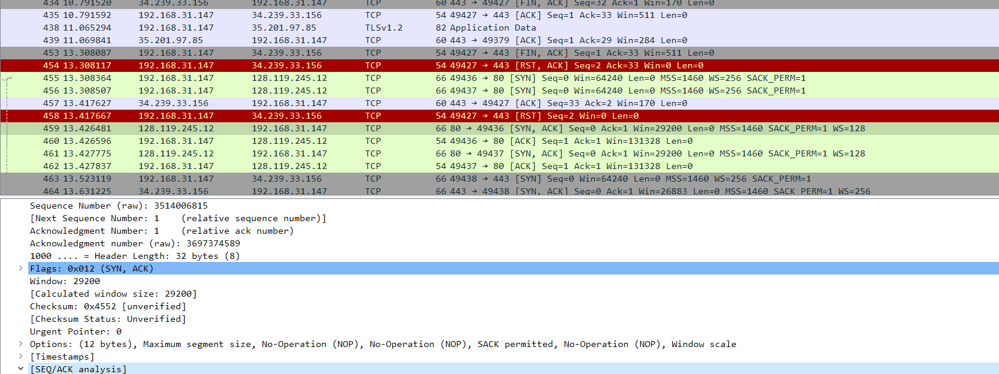 434 10.791520 34.239.33.156 192.168.31.147 TCP 60 443 → 49427 [FIN, ACK] Seq=32 Ack=1 Win=170 Len=0
435 10.791592 192.168.31.147 34.239.33.156 TCP 54 49427 → 443 [ACK] Seq=1 Ack=33 Win=511 Len=0
438 11.065294 192.168.31.147 35.201.97.85 TLSv1.2 82 Application Data
439 11.069841 35.201.97.85 192.168.31.147 TCP 60 443 → 49379 [ACK] Seq=1 Ack=29 Win=284 Len=0
453 13.308087 192.168.31.147 34.239.33.156 TCP 54 49427 → 443 [FIN, ACK] Seq=1 Ack=33 Win=511 Len=0
454 13.308117 192.168.31.147 34.239.33.156 TCP 54 49427 → 443 [RST, ACK] Seq=2 Ack=33 Win=0 Len=0
455 13.308364 192.168.31.147 128.119.245.12 TCP 66 49436 → 80 [SYN] Seq=0 Win=64240 Len=0 MSS=1460 WS=256 SACK_PERM=1
456 13.308507 192.168.31.147 128.119.245.12 TCP 66 49437 → 80 [SYN] Seq=0 Win=64240 Len=0 MSS=1460 WS=256 SACK_PERM=1
457 13.417627 34.239.33.156 192.168.31.147 TCP 60 443 → 49427 [ACK] Seq=33 Ack=2 Win=170 Len=0
458 13.417667 192.168.31.147 34.239.33.156 TCP 54 49427 → 443 [RST] Seq=2 Win=0 Len=0
459 13.426481 128.119.245.12 192.168.31.147 TCP 66 80 → 49436 [SYN, ACK] Seq=0 Ack=1 Win=29200 Len=0 MSS=1460 SACK_PERM=1 WS=128
460 13.426596 192.168.31.147 128.119.245.12 TCP 54 49436 → 80 [ACK] Seq=1 Ack=1 Win=131328 Len=0
461 13.427775 128.119.245.12 192.168.31.147 TCP 66 80 → 49437 [SYN, ACK] Seq=0 Ack=1 Win=29200 Len=0 MSS=1460 SACK_PERM=1 WS=128
462 13.427837 192.168.31.147 128.119.245.12 TCP 54 49437 → 80 [ACK] Seq=1 Ack=1 Win=131328 Len=0
463 13.523119 192.168.31.147 34.239.33.156 TCP 66 49438 → 443 [SYN] Seq=0 Win=64240 Len=0 MSS=1460 WS=256 SACK_PERM=1
464 13.631225 34.239.33.156 192.168.31.147 TCP 66 443 → 49438 [SYN, ACK] Seq=0 Ack=1 Win=26883 Len=0 MSS=1460 SACK_PERM=1 WS=256
Sequence Number (raw): 3514006815
[Next Sequence Number: 1 (relative sequence number)]
Acknowledgment Number: 1 (relative ack number)
Acknowledgment number (raw): 3697374589
1000 .... = Header Length: 32 bytes (8)
Flags: 0x012 (SYN, ACK)
Window: 29200
[Calculated window size: 29200]
Checksum: 0x4552 [unverified]
[Checksum Status: Unverified]
Urgent Pointer: 0
Options: (12 bytes), Maximum segment size, No-Operation (NOP), No-Operation (NOP), SACK permitted, No-Operation (NOP), Window scale
[Timestamps]
[SEQ/ACK analysis]